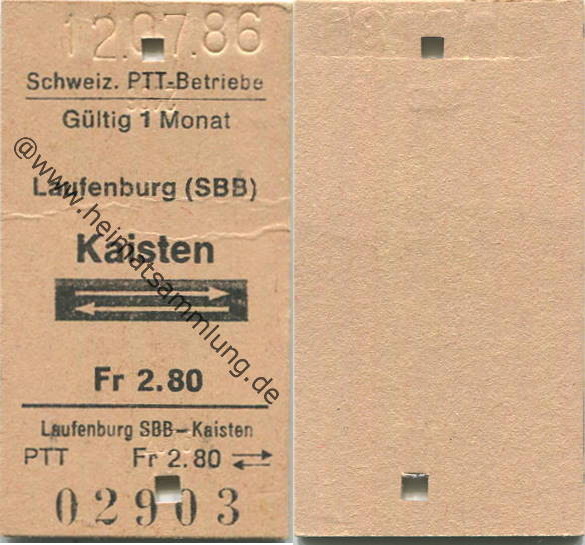 12.07.86
Schweiz. PTT-Betriebe
Gültig 1 Monat
Laufenburg (SBB)
Kaisten
Fr 2.80
Laufenburg SBB-Kaisten
PTT Fr 2.80 ⇄
02903
@www.heimatsammlung.de